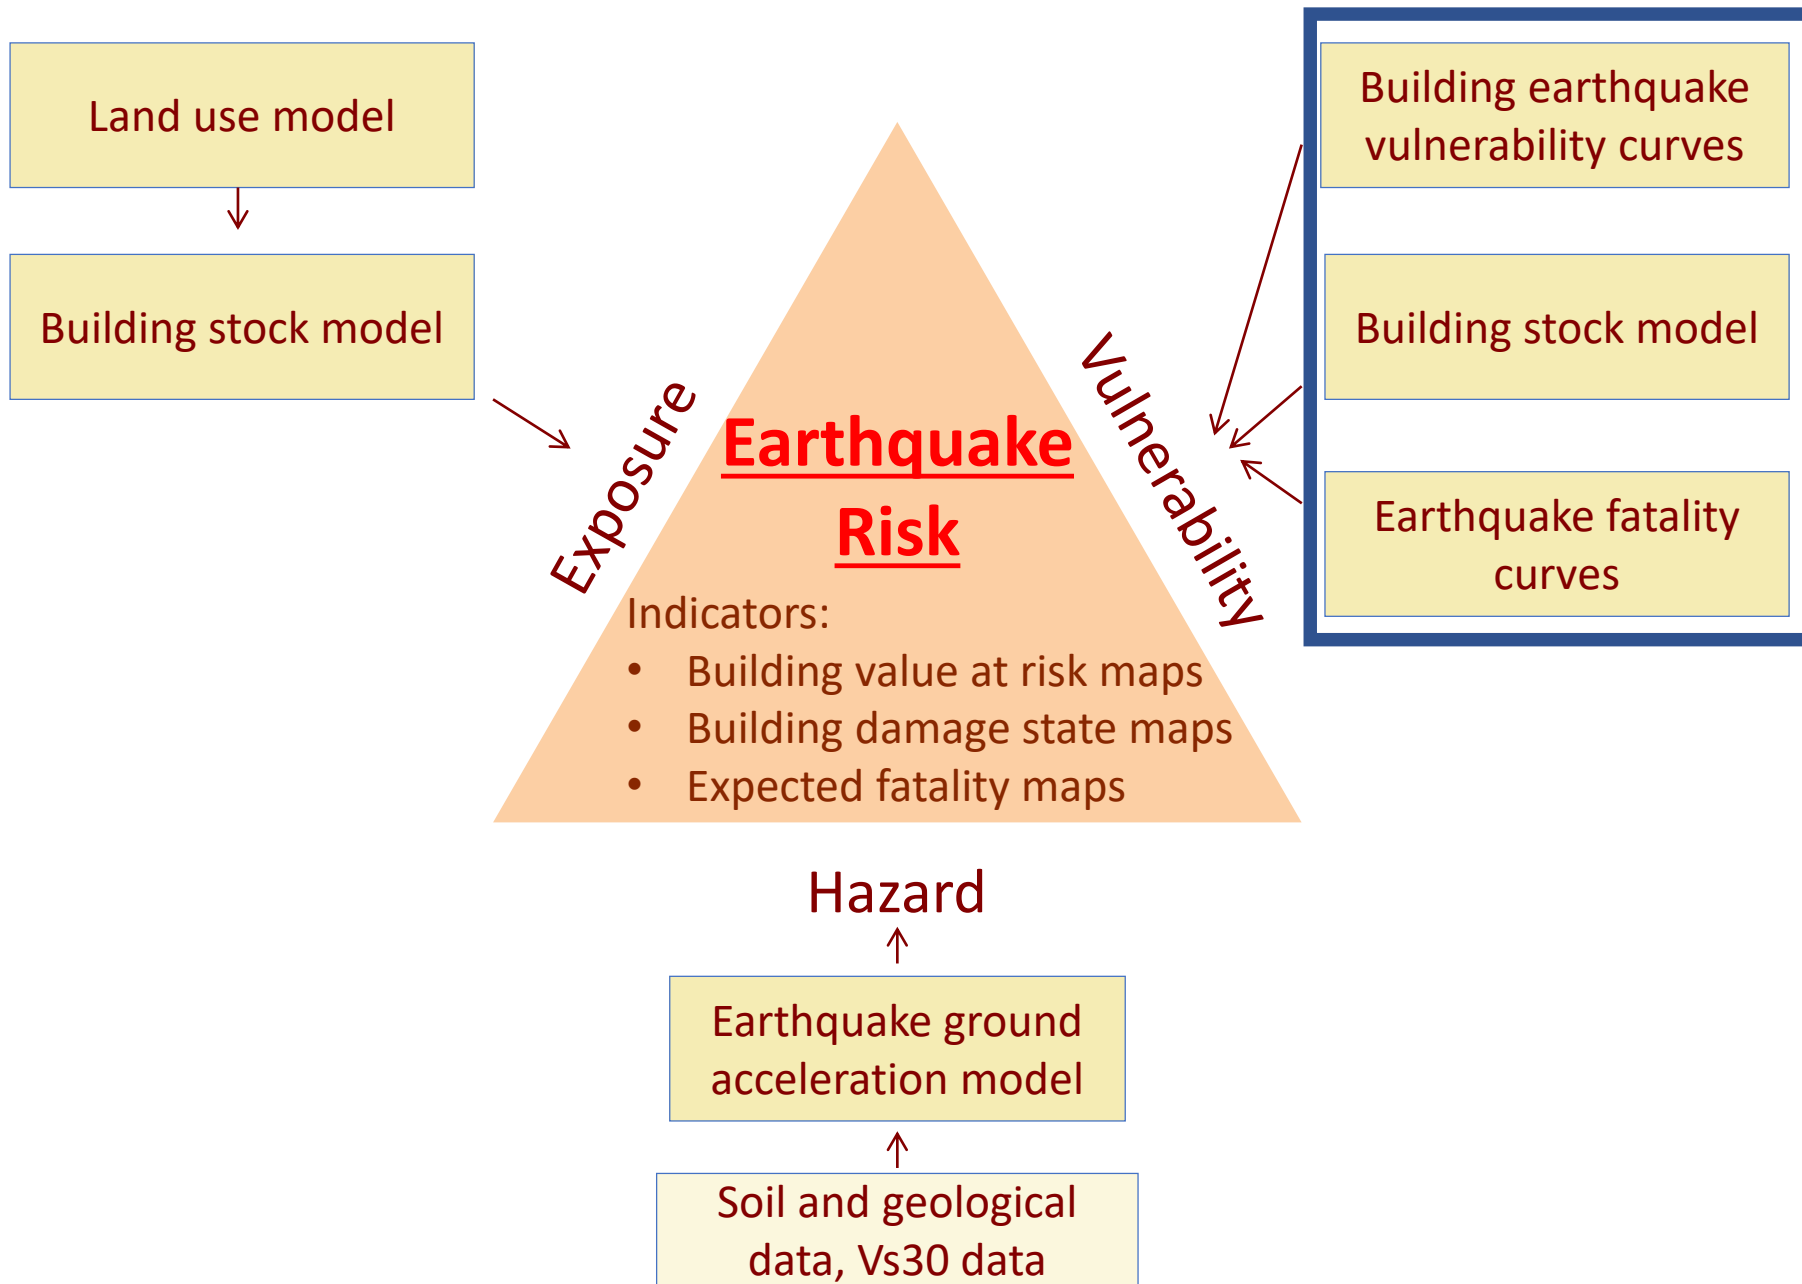 Land use model
Building stock model
Exposure
Earthquake
Risk
Indicators:
• Building value at risk maps
• Building damage state maps
• Expected fatality maps
Vulnerability
Building earthquake
vulnerability curves
Building stock model
Earthquake fatality
curves
Hazard
Earthquake ground
acceleration model
Soil and geological
data, Vs30 data